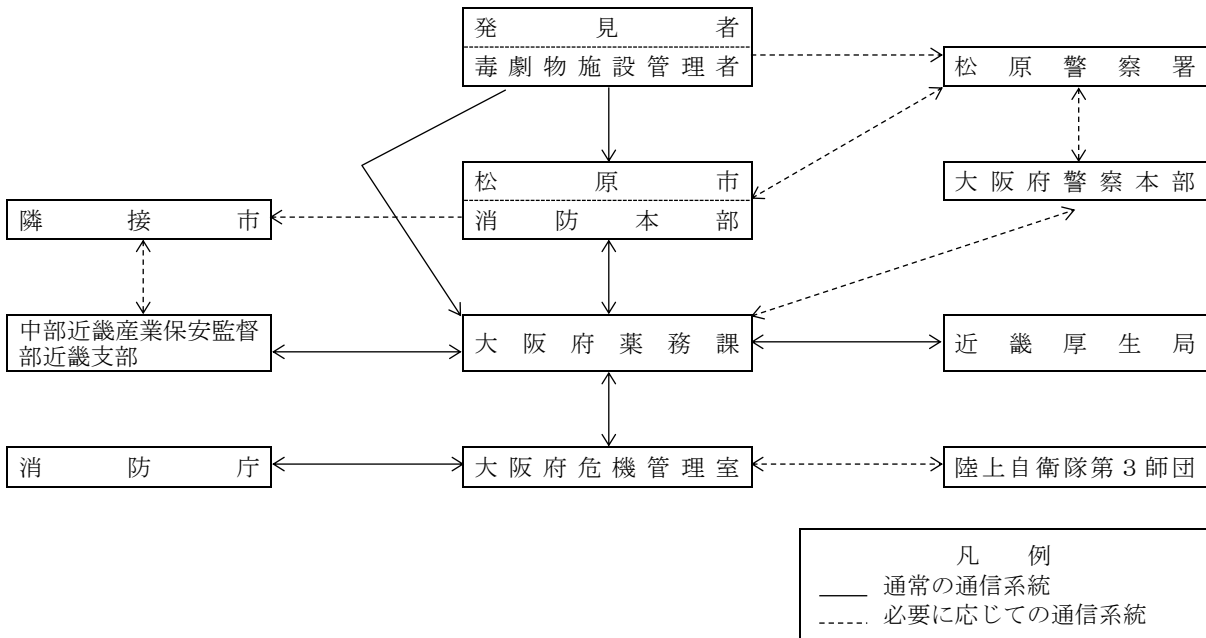 発見者
毒劇物施設管理者
松原警察署
松原市
消防本部
大阪府警察本部
隣接市
中部近畿産業保安監督
部近畿支部
大阪府薬務課
近畿厚生局
消防庁
大阪府危機管理室
陸上自衛隊第3師団
凡例
通常の通信系統
必要に応じての通信系統